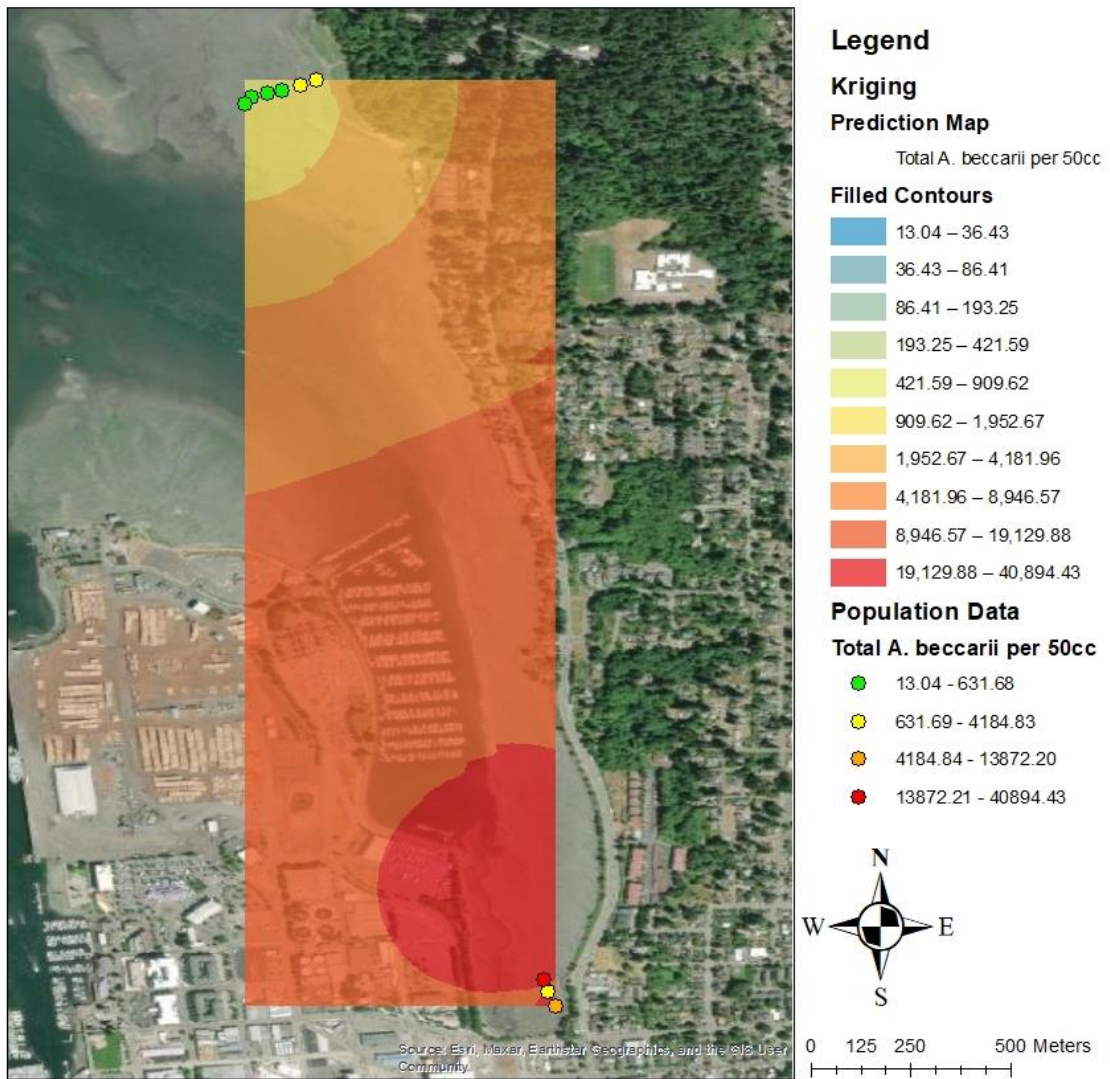 Legend
Kriging
Prediction Map
Total A. beccarii per 50cc
Filled Contours
13.04 – 36.43
36.43 – 86.41
86.41 – 193.25
193.25 – 421.59
421.59 – 909.62
909.62 – 1,952.67
1,952.67 – 4,181.96
4,181.96 – 8,946.57
8,946.57 – 19,129.88
19,129.88 – 40,894.43
Population Data
Total A. beccarii per 50cc
13.04 - 631.68
631.69 - 4184.83
4184.84 - 13872.20
13872.21 - 40894.43
N
W E
S
0 125 250 500 Meters
Source: Esri, Maxar, Earthstar Geographics, and the GIS User
Community